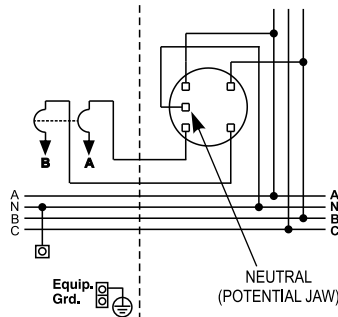 B A
A A
N N
B B
C C
Equip.
Grd.
NEUTRAL
(POTENTIAL JAW)